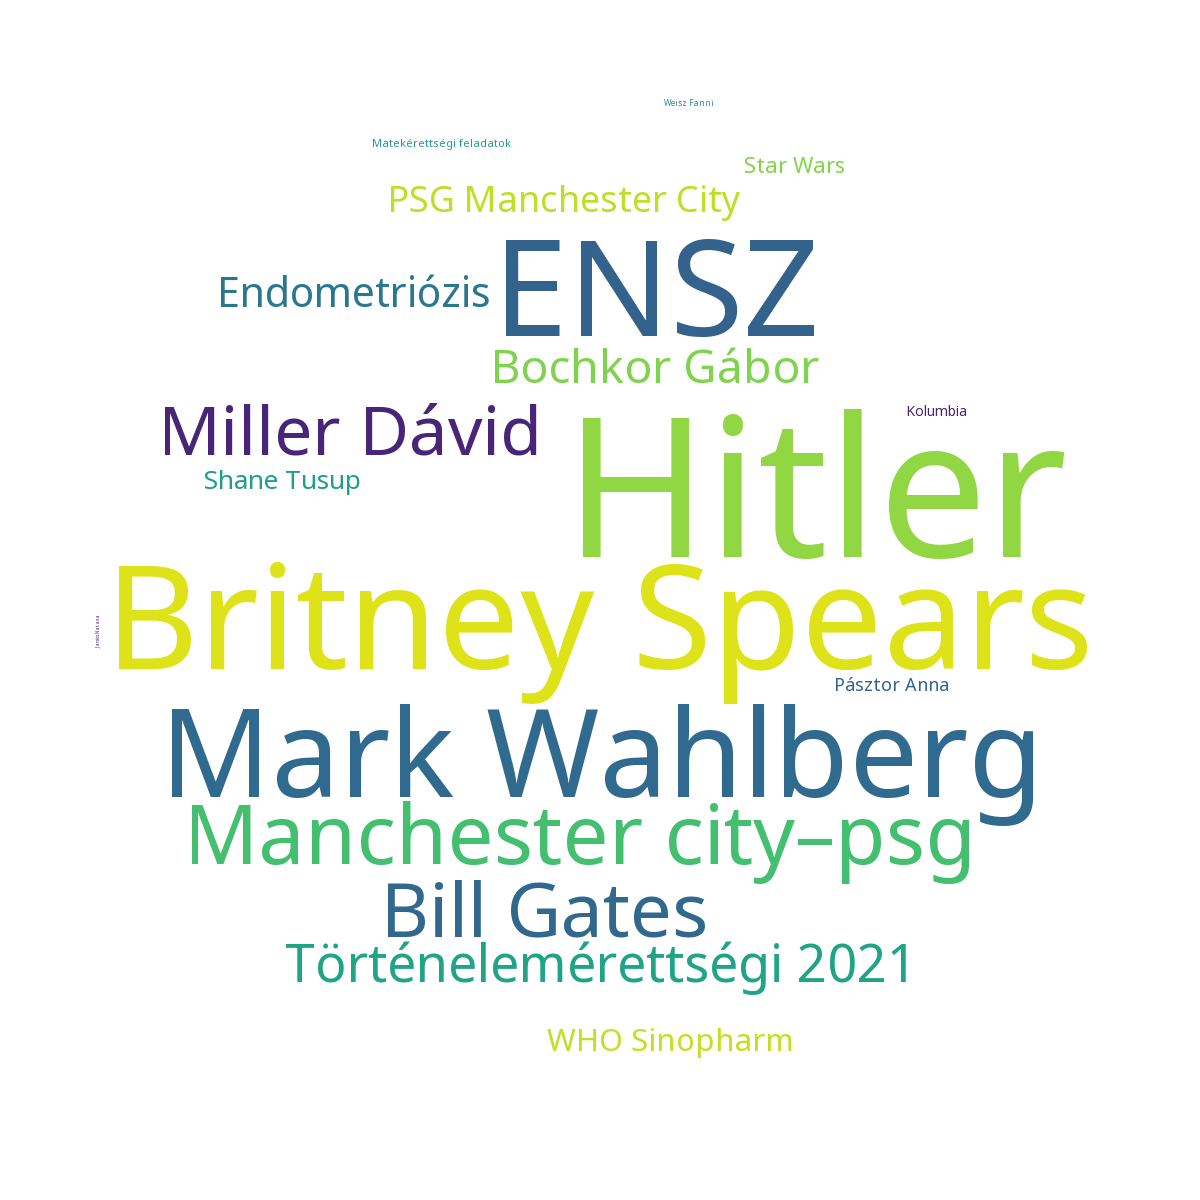 Weisz Fanni
Matekérettségi feladatok
Star Wars
PSG Manchester City
ENSZ
Endometriózis
Bochkor Gábor
Miller Dávid
Hitler
Kolumbia
Shane Tusup
Britney Spears
Pásztor Anna
Mark Wahlberg
Manchester city–psg
Bill Gates
Történelemérettségi 2021
WHO Sinopharm